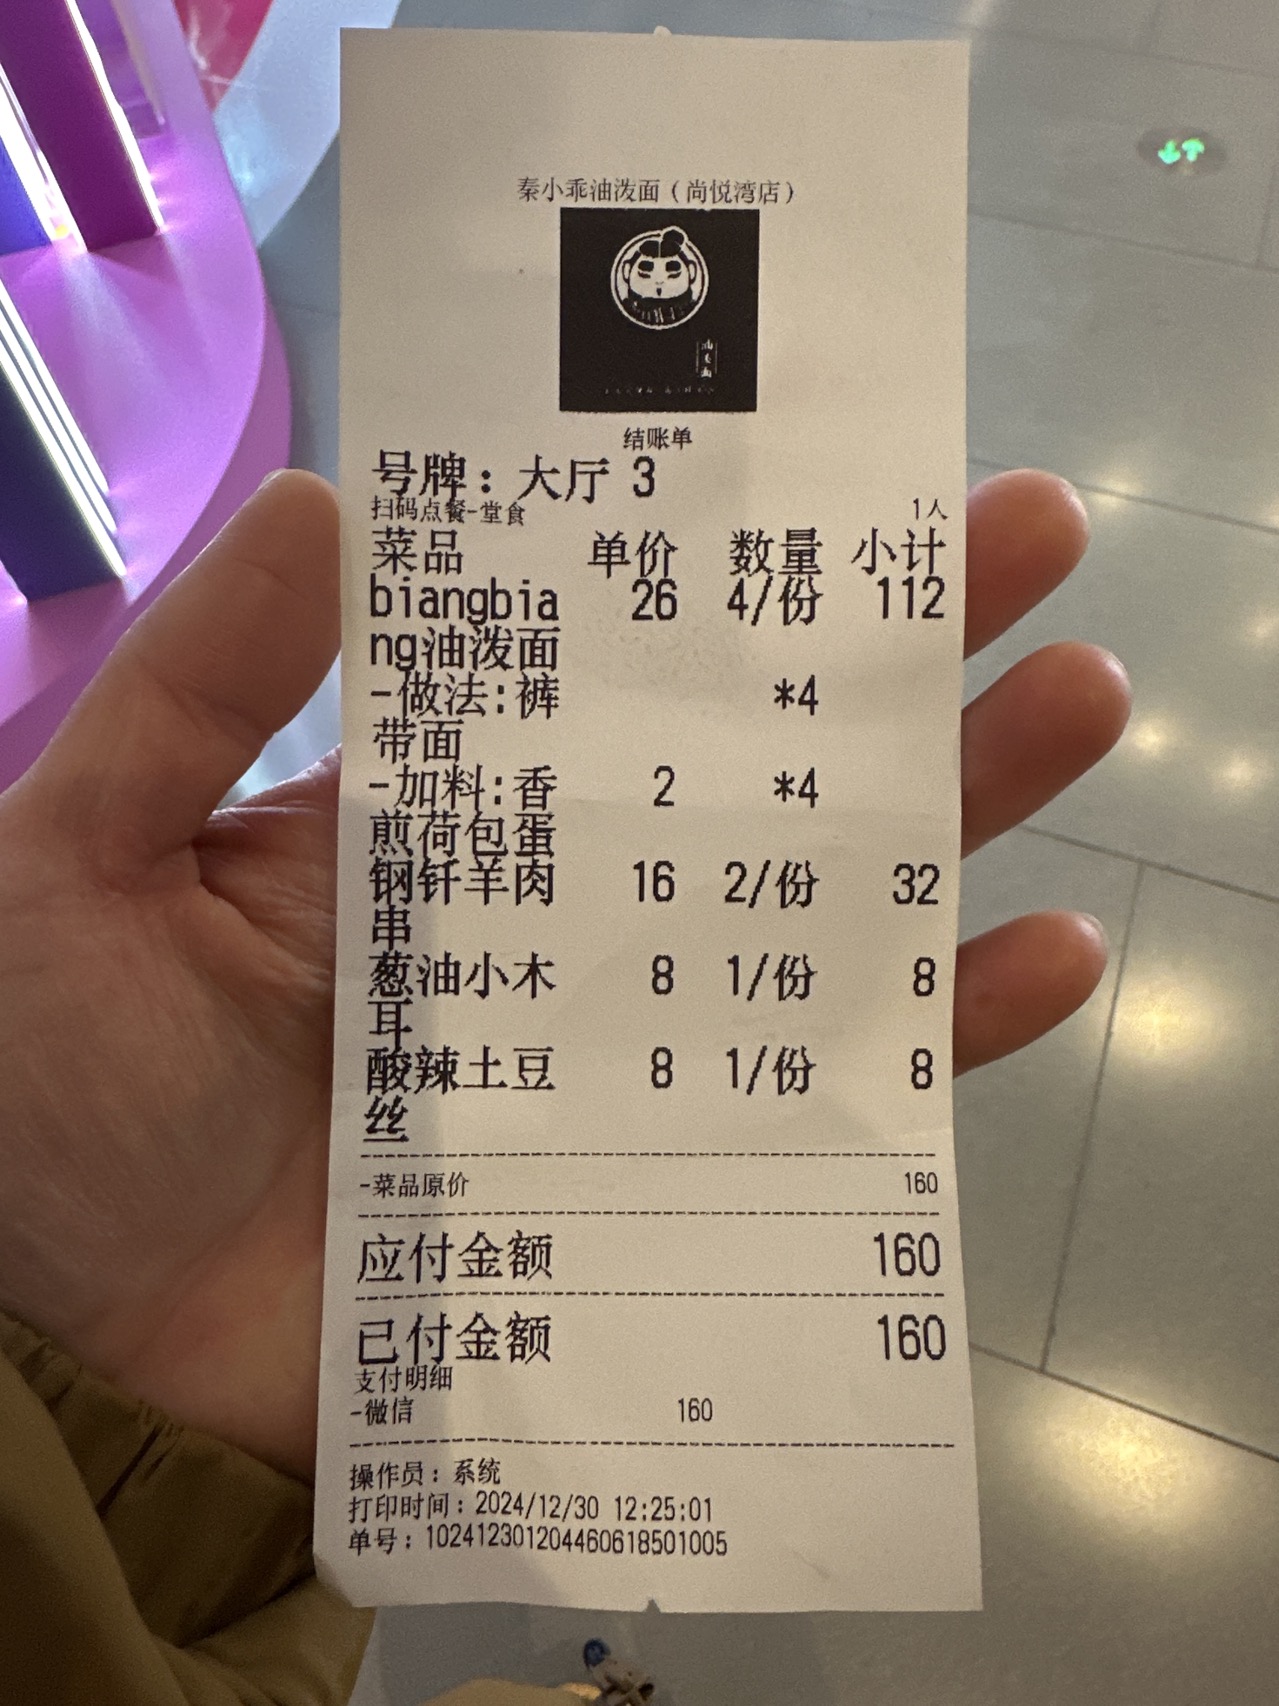 秦小乖油泼面（尚悦湾店）
油泼面
结账单
号牌：大厅 3
扫码点餐-堂食 1人
菜品 单价 数量 小计
biangbia 26 4/份 112
ng油泼面
-做法:裤 *4
带面
-加料:香 2 *4
煎荷包蛋
钢钎羊肉 16 2/份 32
串
葱油小木 8 1/份 8
耳
酸辣土豆 8 1/份 8
丝
-菜品原价 160
应付金额 160
已付金额 160
支付明细
-微信 160
操作员：系统
打印时间：2024/12/30 12:25:01
单号：102412301204460618501005